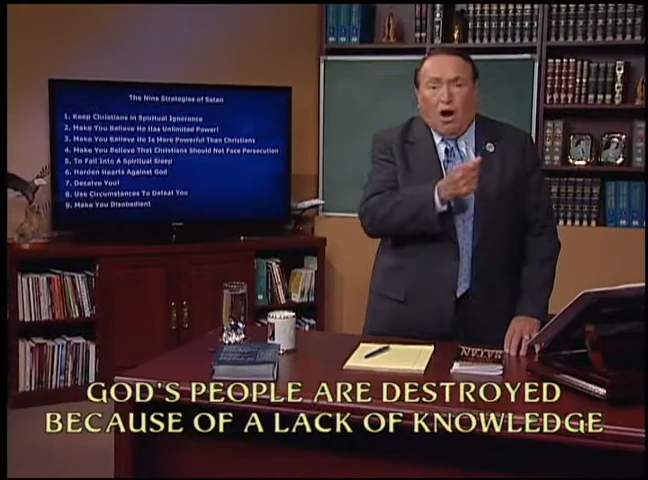 The Nine Strategies of Satan
1. Keep Christians in Spiritual Ignorance
2. Make You Believe He Has Unlimited Power!
3. Make You Believe He Is More Powerful Than Christians
4. Make You Believe That Christians Should Not Face Persecution
5. To Fall Into A Spiritual Sleep
6. Harden Hearts Against God
7. Deceive You!
8. Use Circumstances To Defeat You
9. Make You Disobedient
SATAN
GOD'S PEOPLE ARE DESTROYED
BECAUSE OF A LACK OF KNOWLEDGE